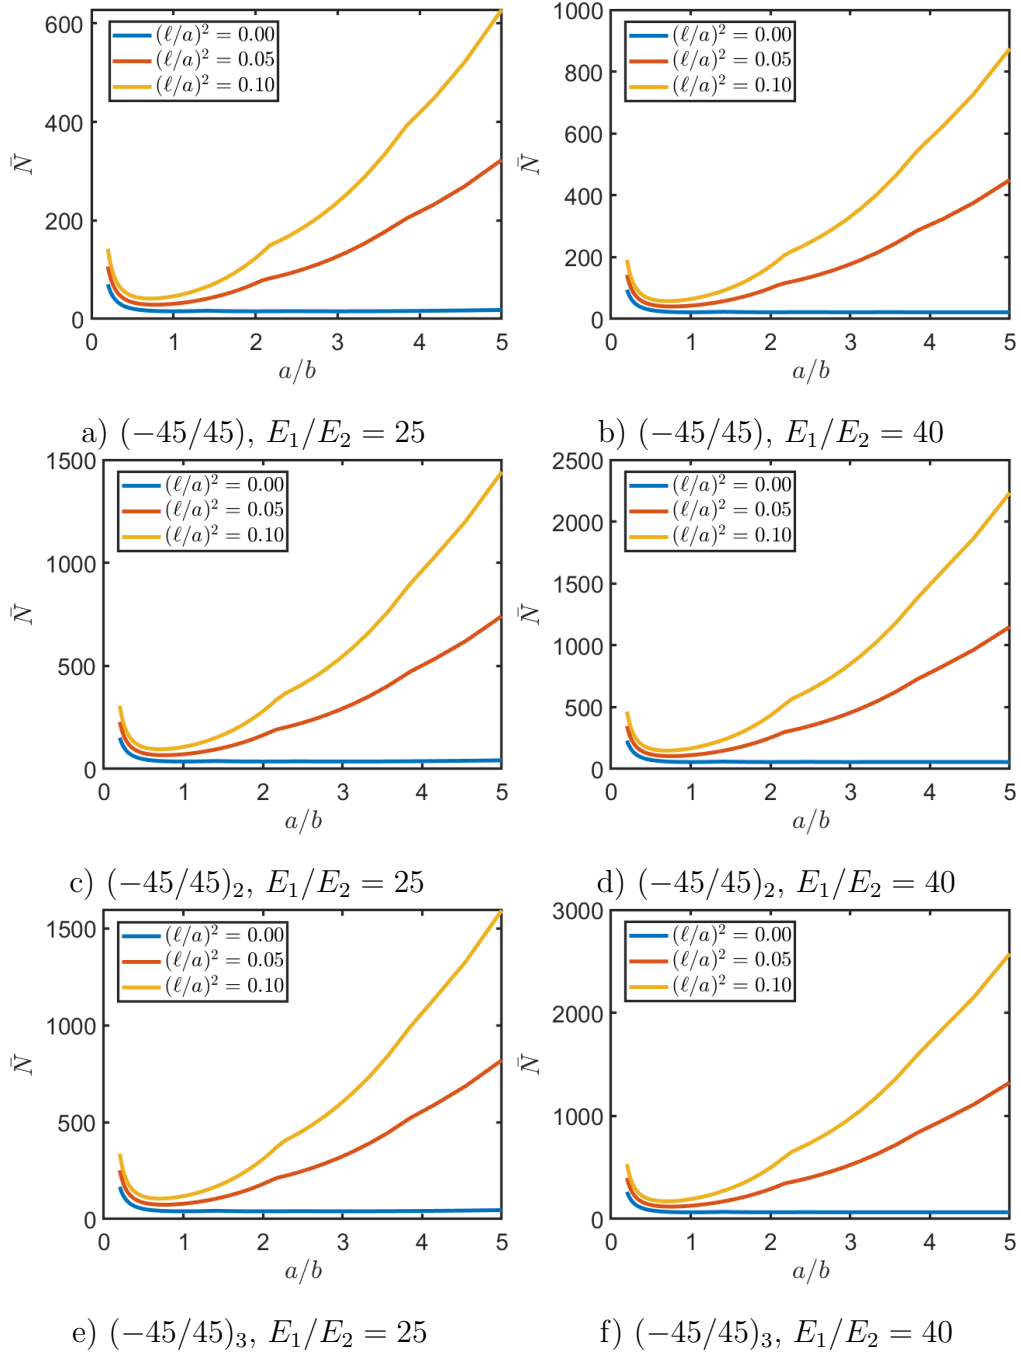 600
400
200
0
N̄
(ℓ/a)² = 0.00
(ℓ/a)² = 0.05
(ℓ/a)² = 0.10
0 1 2 3 4 5
a/b
a) (−45/45), E₁/E₂ = 25
1000
800
600
400
200
0
N̄
(ℓ/a)² = 0.00
(ℓ/a)² = 0.05
(ℓ/a)² = 0.10
0 1 2 3 4 5
a/b
b) (−45/45), E₁/E₂ = 40
1500
1000
500
0
N̄
(ℓ/a)² = 0.00
(ℓ/a)² = 0.05
(ℓ/a)² = 0.10
0 1 2 3 4 5
a/b
c) (−45/45)₂, E₁/E₂ = 25
2500
2000
1500
1000
500
0
N̄
(ℓ/a)² = 0.00
(ℓ/a)² = 0.05
(ℓ/a)² = 0.10
0 1 2 3 4 5
a/b
d) (−45/45)₂, E₁/E₂ = 40
1500
1000
500
0
N̄
(ℓ/a)² = 0.00
(ℓ/a)² = 0.05
(ℓ/a)² = 0.10
0 1 2 3 4 5
a/b
e) (−45/45)₃, E₁/E₂ = 25
3000
2000
1000
0
N̄
(ℓ/a)² = 0.00
(ℓ/a)² = 0.05
(ℓ/a)² = 0.10
0 1 2 3 4 5
a/b
f) (−45/45)₃, E₁/E₂ = 40